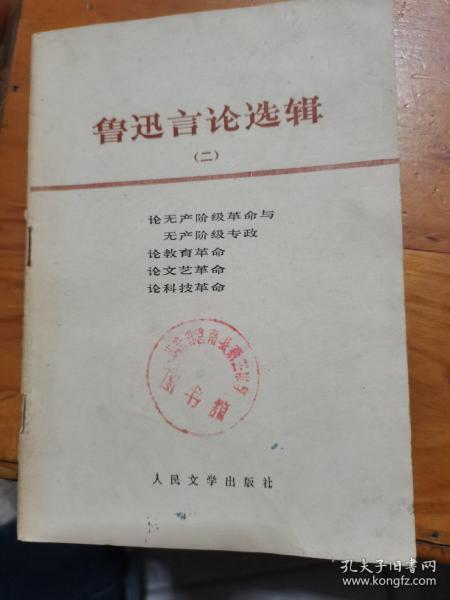 鲁迅言论选辑
(二)
论无产阶级革命与
无产阶级专政
论教育革命
论文艺革命
论科技革命
图书馆
人民文学出版社
孔夫子旧书网
www.kongfz.com